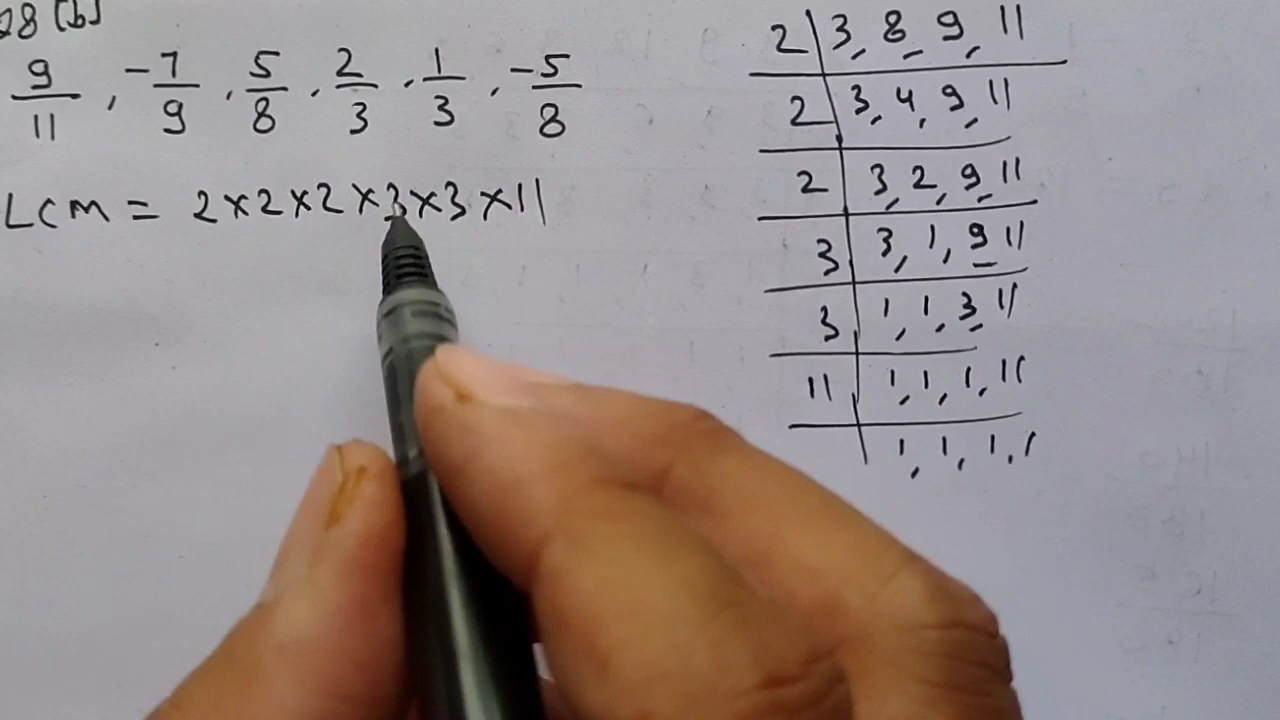 28 (b)
9/11, -7/9, 5/8, 2/3, 1/3, -5/8
LCM = 2×2×2×3×3×11
2 | 3, 8, 9, 11
2 | 3, 4, 9, 11
2 | 3, 2, 9, 11
3 | 3, 1, 9 11
3 | 1, 1, 3, 11
11 | 1, 1, 1, 11
1, 1, 1, 1